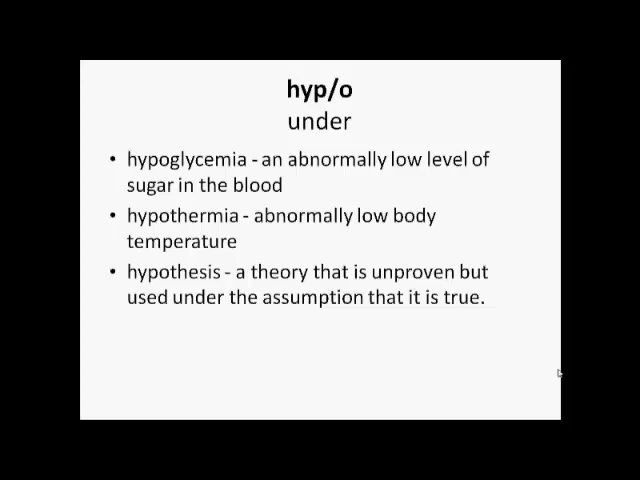 hyp/o
under
• hypoglycemia - an abnormally low level of
sugar in the blood
• hypothermia - abnormally low body
temperature
• hypothesis - a theory that is unproven but
used under the assumption that it is true.